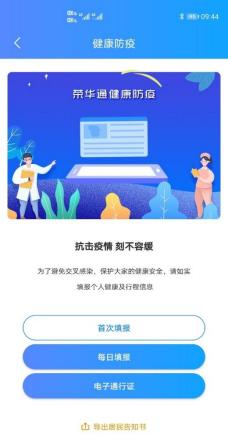 09:44
健康防疫
荣华通健康防疫
抗击疫情 刻不容缓
为了避免交叉感染，保护大家的健康安全，请如实
填报个人健康及行程信息
首次填报
每日填报
电子通行证
导出居民告知书